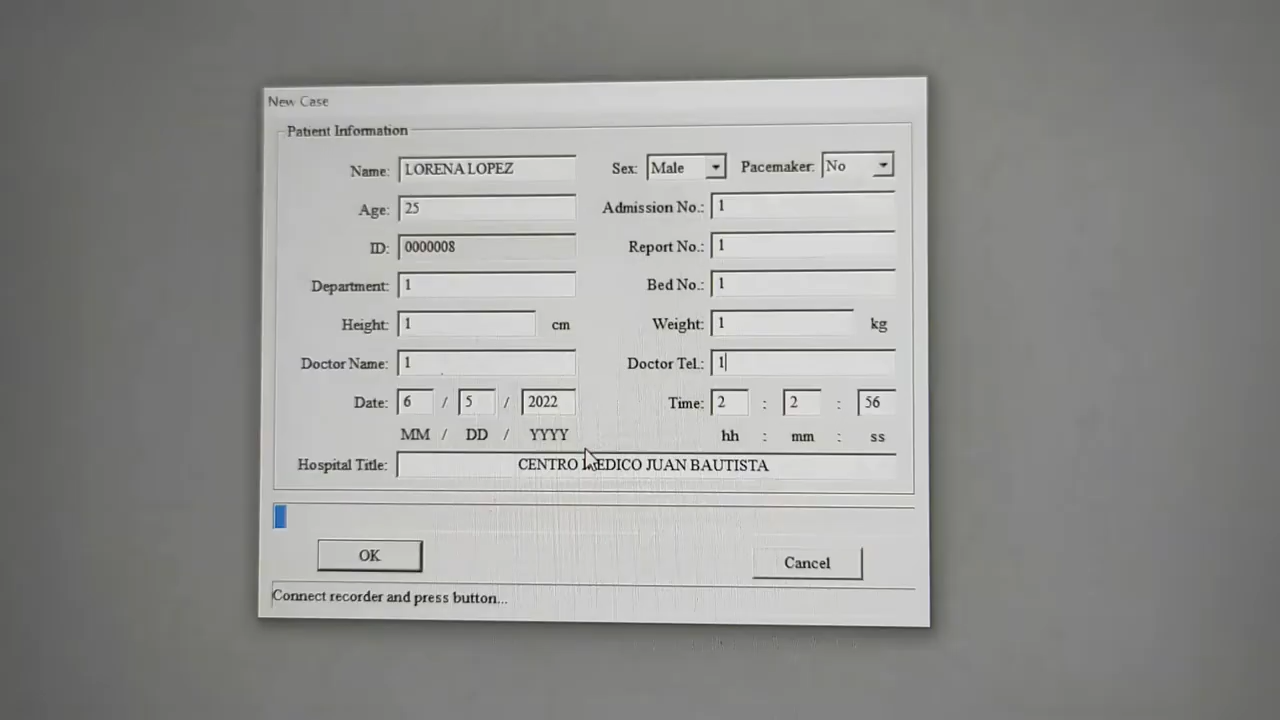 New Case
Patient Information
Name: LORENA LOPEZ Sex: Male Pacemaker: No
Age: 25 Admission No.: 1
ID: 0000008 Report No.: 1
Department: 1 Bed No.: 1
Height: 1 cm Weight: 1 kg
Doctor Name: 1 Doctor Tel.: 1
Date: 6 / 5 / 2022 Time: 2 : 2 : 56
MM / DD / YYYY hh : mm : ss
Hospital Title: CENTRO MEDICO JUAN BAUTISTA
OK Cancel
Connect recorder and press button...